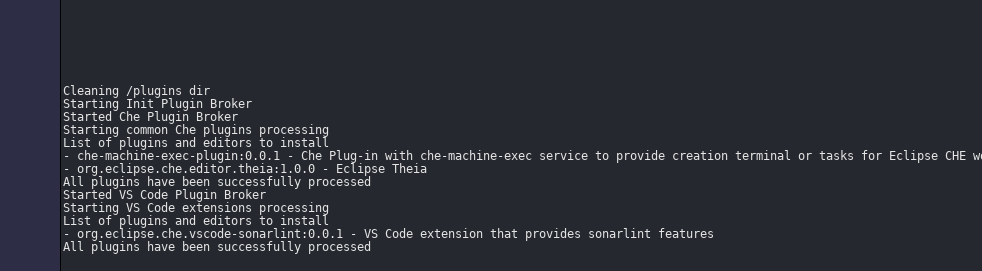 Cleaning /plugins dir
Starting Init Plugin Broker
Started Che Plugin Broker
Starting common Che plugins processing
List of plugins and editors to install
- che-machine-exec-plugin:0.0.1 - Che Plug-in with che-machine-exec service to provide creation terminal or tasks for Eclipse CHE
- org.eclipse.che.editor.theia:1.0.0 - Eclipse Theia
All plugins have been successfully processed
Started VS Code Plugin Broker
Starting VS Code extensions processing
List of plugins and editors to install
- org.eclipse.che.vscode-sonarlint:0.0.1 - VS Code extension that provides sonarlint features
All plugins have been successfully processed